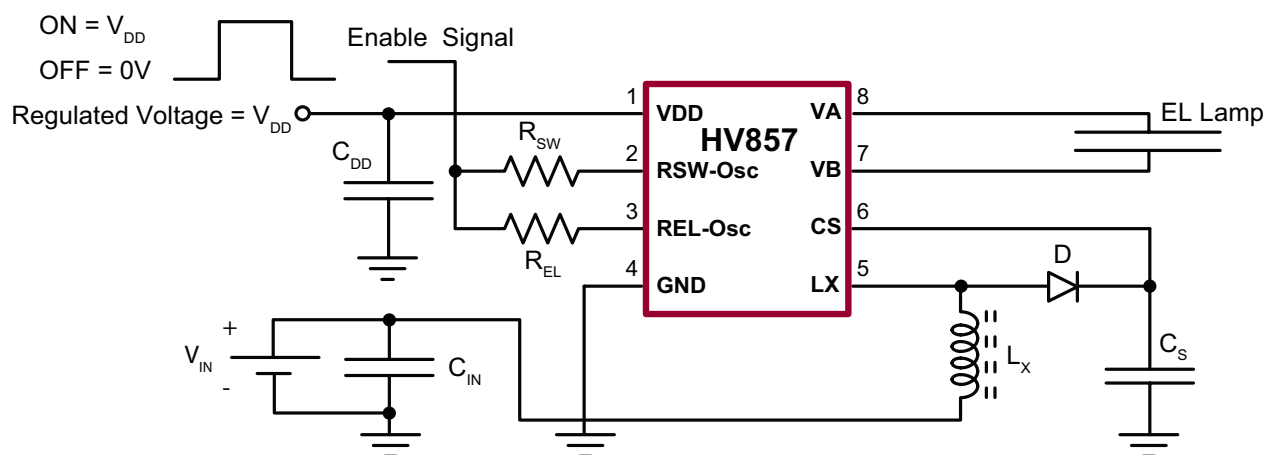 ON = V_DD
OFF = 0V
Enable Signal
Regulated Voltage = V_DD
C_DD
R_SW
R_EL
1
2
3
4
VDD
RSW-Osc
REL-Osc
GND
HV857
VA
VB
CS
LX
8
7
6
5
EL Lamp
D
+
V_IN
-
C_IN
L_X
C_S